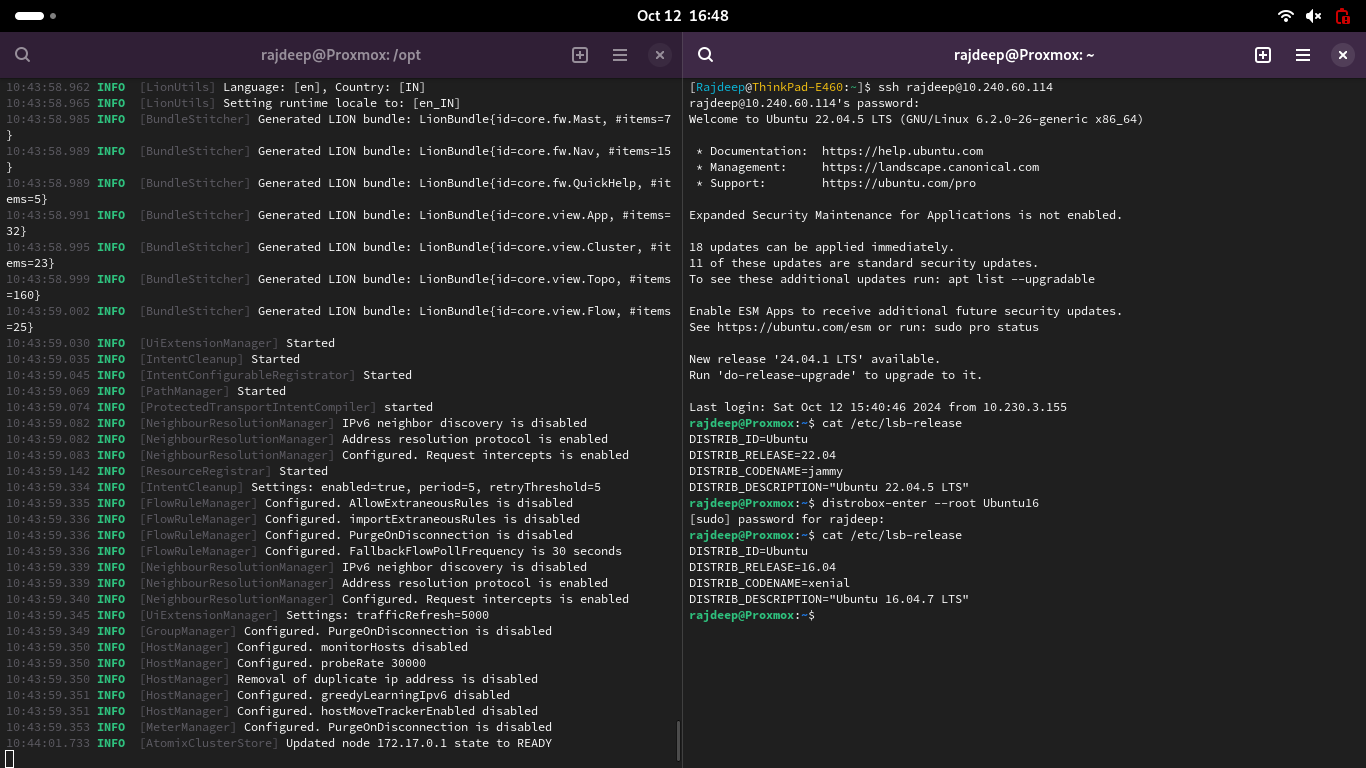 Oct 12 16:48
rajdeep@Proxmox: /opt
10:43:58.962 INFO [LionUtils] Language: [en], Country: [IN]
10:43:58.965 INFO [LionUtils] Setting runtime locale to: [en_IN]
10:43:58.985 INFO [BundleStitcher] Generated LION bundle: LionBundle{id=core.fw.Mast, #items=7
}
10:43:58.989 INFO [BundleStitcher] Generated LION bundle: LionBundle{id=core.fw.Nav, #items=15
}
10:43:58.989 INFO [BundleStitcher] Generated LION bundle: LionBundle{id=core.fw.QuickHelp, #it
ems=5}
10:43:58.991 INFO [BundleStitcher] Generated LION bundle: LionBundle{id=core.view.App, #items=
32}
10:43:58.995 INFO [BundleStitcher] Generated LION bundle: LionBundle{id=core.view.Cluster, #it
ems=23}
10:43:58.999 INFO [BundleStitcher] Generated LION bundle: LionBundle{id=core.view.Topo, #items
=160}
10:43:59.002 INFO [BundleStitcher] Generated LION bundle: LionBundle{id=core.view.Flow, #items
=25}
10:43:59.030 INFO [UiExtensionManager] Started
10:43:59.035 INFO [IntentCleanup] Started
10:43:59.045 INFO [IntentConfigurableRegistrator] Started
10:43:59.069 INFO [PathManager] Started
10:43:59.074 INFO [ProtectedTransportIntentCompiler] started
10:43:59.082 INFO [NeighbourResolutionManager] IPv6 neighbor discovery is disabled
10:43:59.082 INFO [NeighbourResolutionManager] Address resolution protocol is enabled
10:43:59.083 INFO [NeighbourResolutionManager] Configured. Request intercepts is enabled
10:43:59.142 INFO [ResourceRegistrar] Started
10:43:59.334 INFO [IntentCleanup] Settings: enabled=true, period=5, retryThreshold=5
10:43:59.335 INFO [FlowRuleManager] Configured. AllowExtraneousRules is disabled
10:43:59.336 INFO [FlowRuleManager] Configured. importExtraneousRules is disabled
10:43:59.336 INFO [FlowRuleManager] Configured. PurgeOnDisconnection is disabled
10:43:59.336 INFO [FlowRuleManager] Configured. FallbackFlowPollFrequency is 30 seconds
10:43:59.339 INFO [NeighbourResolutionManager] IPv6 neighbor discovery is disabled
10:43:59.339 INFO [NeighbourResolutionManager] Address resolution protocol is enabled
10:43:59.340 INFO [NeighbourResolutionManager] Configured. Request intercepts is enabled
10:43:59.345 INFO [UiExtensionManager] Settings: trafficRefresh=5000
10:43:59.349 INFO [GroupManager] Configured. PurgeOnDisconnection is disabled
10:43:59.350 INFO [HostManager] Configured. monitorHosts disabled
10:43:59.350 INFO [HostManager] Configured. probeRate 30000
10:43:59.350 INFO [HostManager] Removal of duplicate ip address is disabled
10:43:59.351 INFO [HostManager] Configured. greedyLearningIpv6 disabled
10:43:59.351 INFO [HostManager] Configured. hostMoveTrackerEnabled disabled
10:43:59.353 INFO [MeterManager] Configured. PurgeOnDisconnection is disabled
10:44:01.733 INFO [AtomixClusterStore] Updated node 172.17.0.1 state to READY
rajdeep@Proxmox: ~
[Rajdeep@ThinkPad-E460:~]$ ssh rajdeep@10.240.60.114
rajdeep@10.240.60.114's password:
Welcome to Ubuntu 22.04.5 LTS (GNU/Linux 6.2.0-26-generic x86_64)
* Documentation: https://help.ubuntu.com
* Management: https://landscape.canonical.com
* Support: https://ubuntu.com/pro
Expanded Security Maintenance for Applications is not enabled.
18 updates can be applied immediately.
11 of these updates are standard security updates.
To see these additional updates run: apt list --upgradable
Enable ESM Apps to receive additional future security updates.
See https://ubuntu.com/esm or run: sudo pro status
New release '24.04.1 LTS' available.
Run 'do-release-upgrade' to upgrade to it.
Last login: Sat Oct 12 15:40:46 2024 from 10.230.3.155
rajdeep@Proxmox:~$ cat /etc/lsb-release
DISTRIB_ID=Ubuntu
DISTRIB_RELEASE=22.04
DISTRIB_CODENAME=jammy
DISTRIB_DESCRIPTION="Ubuntu 22.04.5 LTS"
rajdeep@Proxmox:~$ distrobox-enter --root Ubuntu16
[sudo] password for rajdeep:
rajdeep@Proxmox:~$ cat /etc/lsb-release
DISTRIB_ID=Ubuntu
DISTRIB_RELEASE=16.04
DISTRIB_CODENAME=xenial
DISTRIB_DESCRIPTION="Ubuntu 16.04.7 LTS"
rajdeep@Proxmox:~$